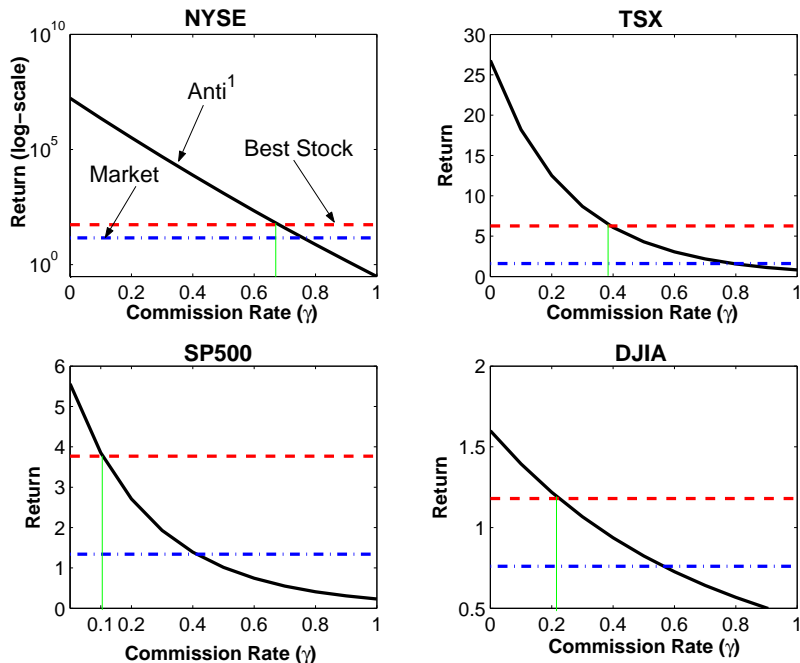 NYSE
Return (log−scale)
10^10
10^5
10^0
Anti^1
Best Stock
Market
0 0.2 0.4 0.6 0.8 1
Commission Rate (γ)
TSX
Return
30
25
20
15
10
5
0
0 0.2 0.4 0.6 0.8 1
Commission Rate (γ)
SP500
Return
6
5
4
3
2
1
0
0 0.1 0.2 0.4 0.6 0.8 1
Commission Rate (γ)
DJIA
Return
2
1.5
1
0.5
0 0.2 0.4 0.6 0.8 1
Commission Rate (γ)